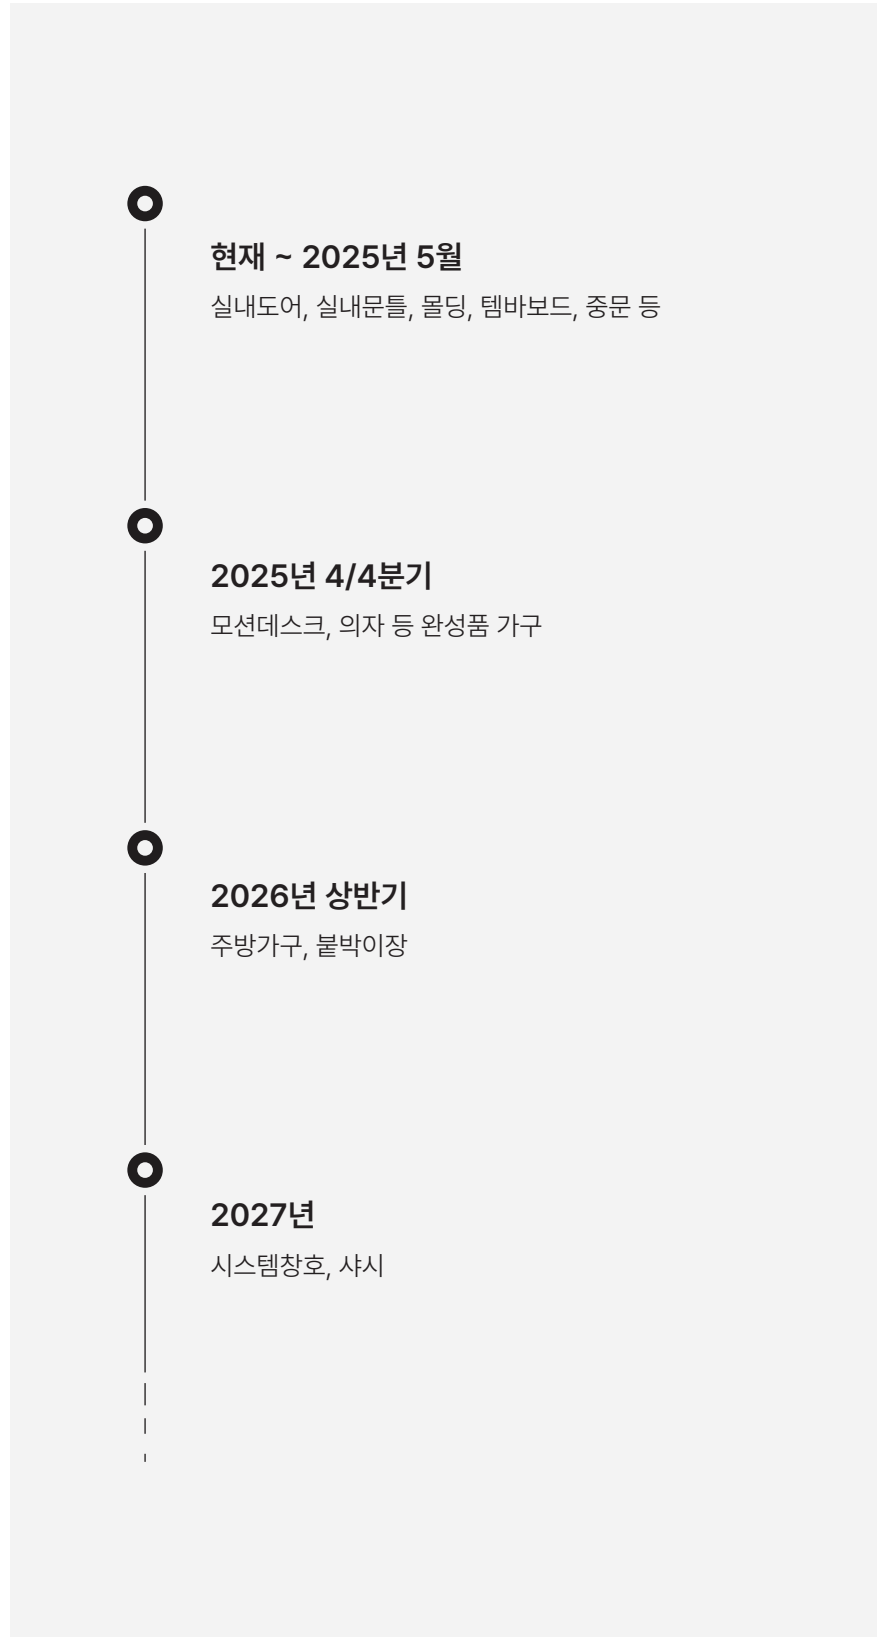 현재 ~ 2025년 5월
실내도어, 실내문틀, 몰딩, 템바보드, 중문 등
2025년 4/4분기
모션데스크, 의자 등 완성품 가구
2026년 상반기
주방가구, 붙박이장
2027년
시스템창호, 샤시